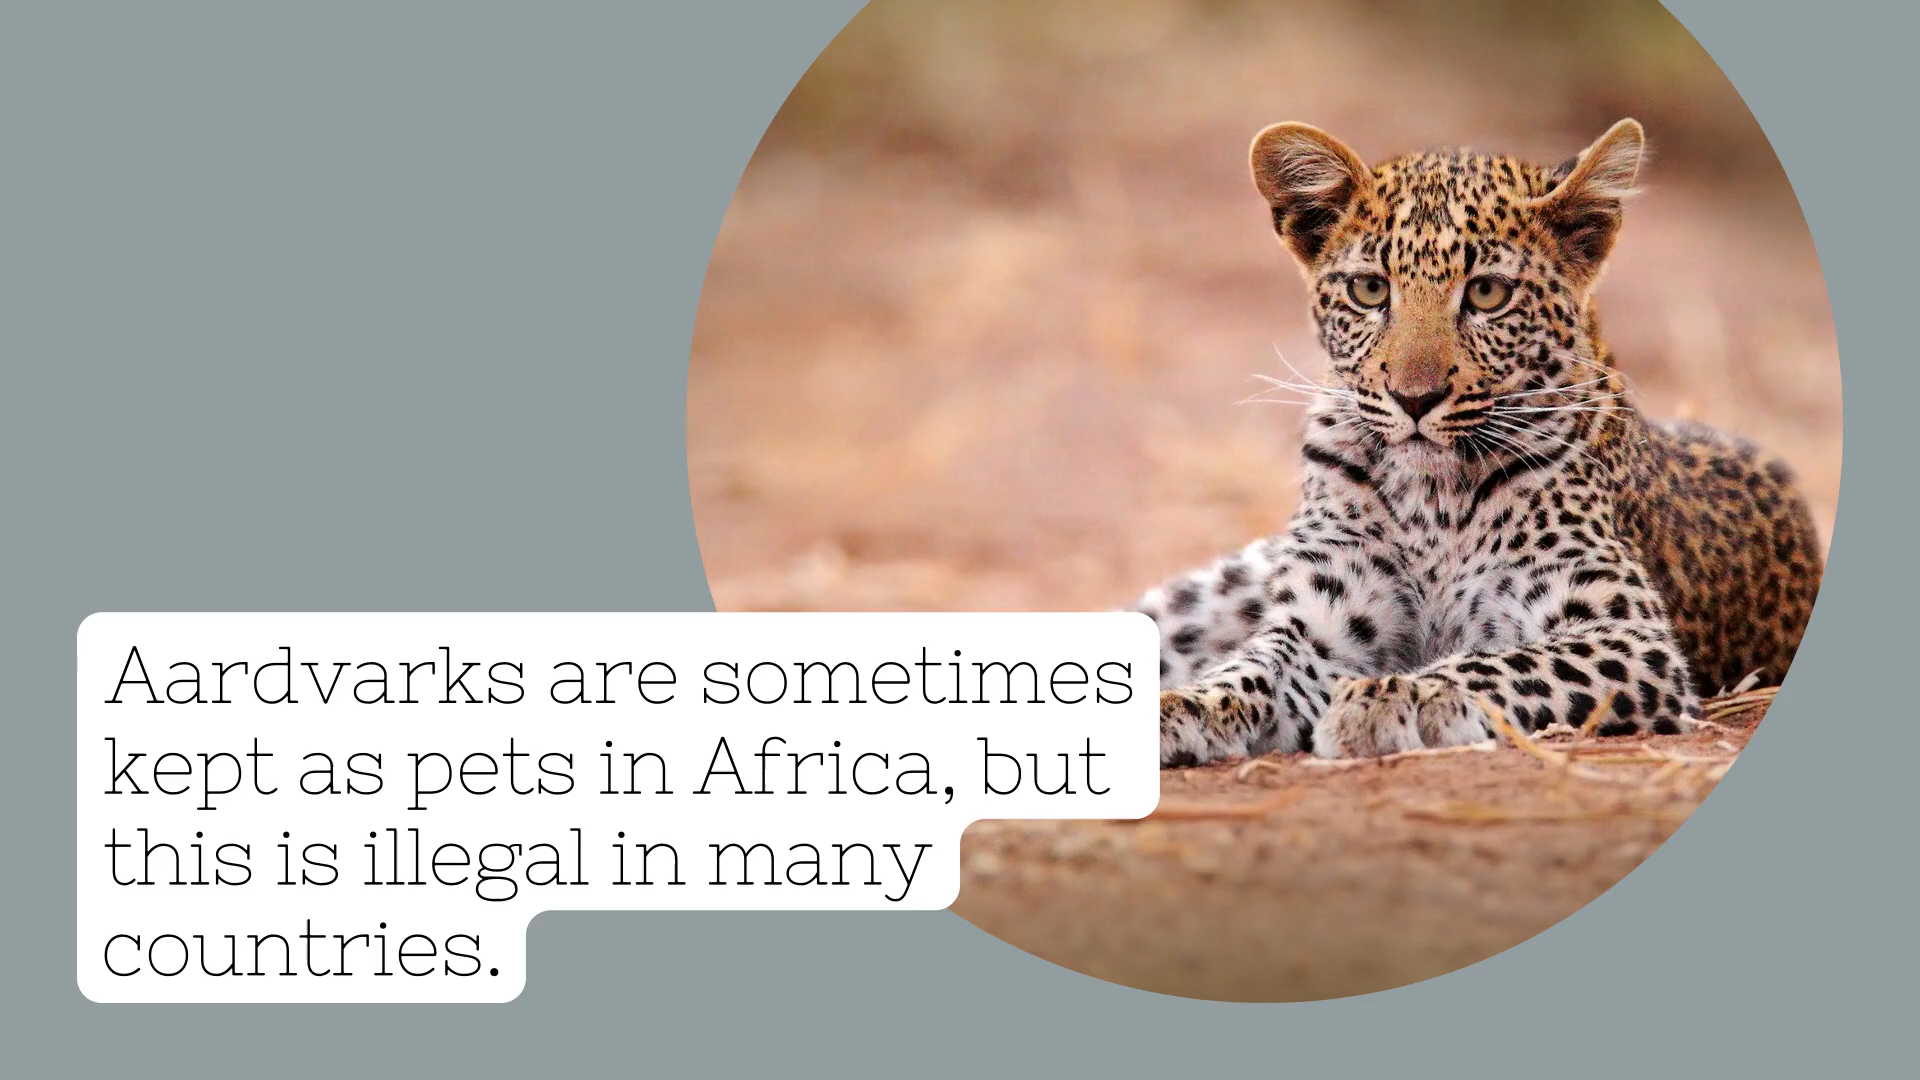 Aardvarks are sometimes
kept as pets in Africa, but
this is illegal in many
countries.